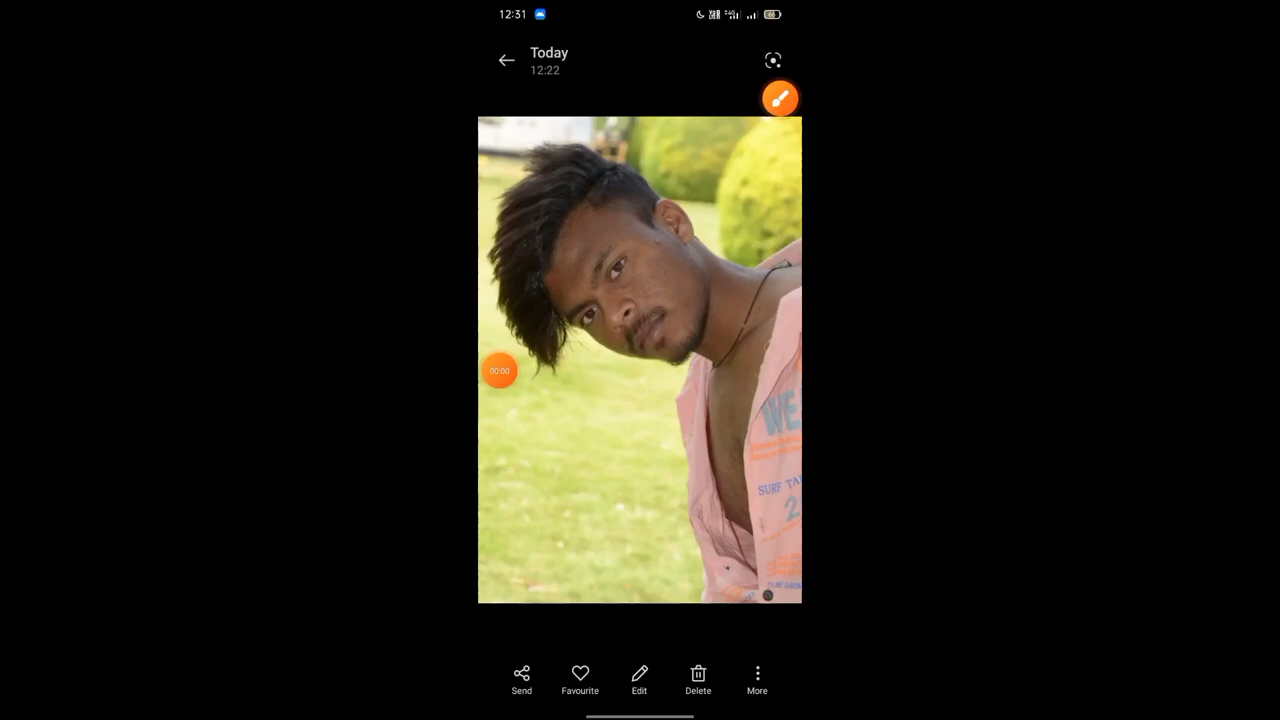 12:31
Today
12:22
00:00
WE
SURF TA
2
Send
Favourite
Edit
Delete
More